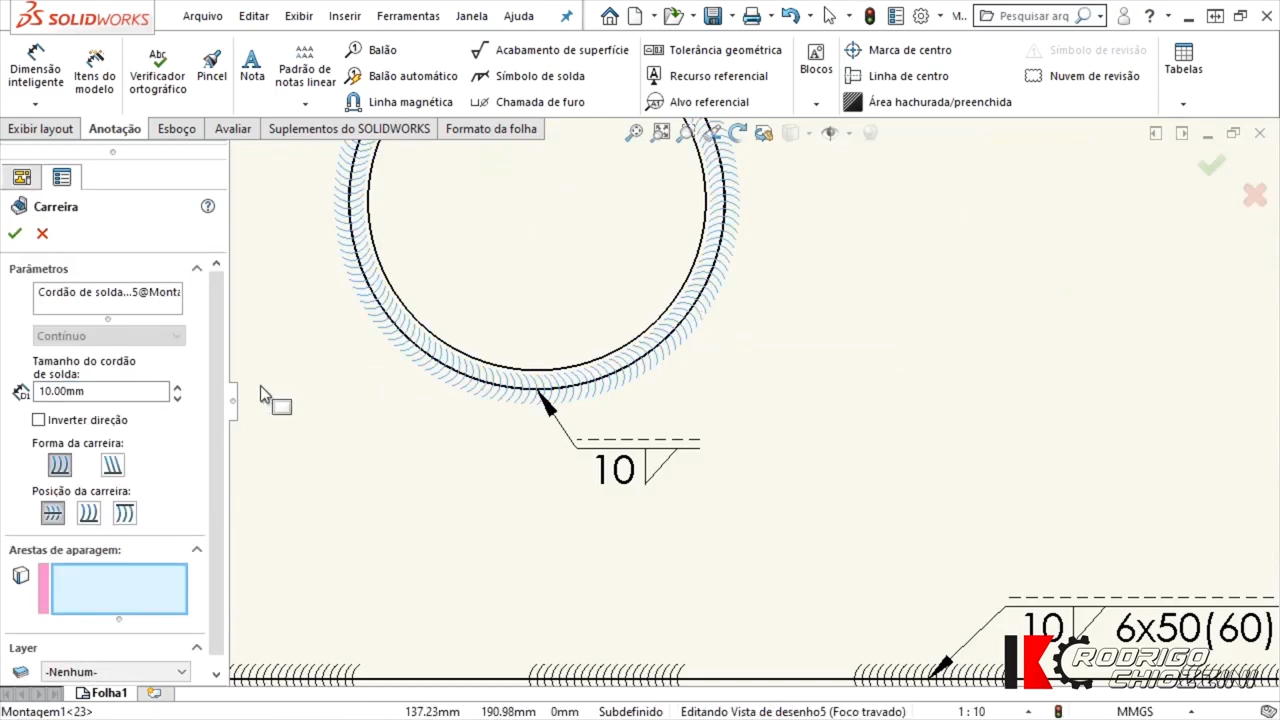 SOLIDWORKS
Arquivo Editar Exibir Inserir Ferramentas Janela Ajuda
M..
Pesquisar arq
Dimensão inteligente
Itens do modelo
Verificador ortográfico
Pincel
Nota
Padrão de notas linear
Balão
Balão automático
Linha magnética
Acabamento de superfície
Símbolo de solda
Chamada de furo
Tolerância geométrica
Recurso referencial
Alvo referencial
Blocos
Marca de centro
Linha de centro
Área hachurada/preenchida
Símbolo de revisão
Nuvem de revisão
Tabelas
Exibir layout Anotação Esboço Avaliar Suplementos do SOLIDWORKS Formato da folha
Carreira
Parâmetros
Cordão de solda...5@Monta
Contínuo
Tamanho do cordão
de solda:
10.00mm
Inverter direção
Forma da carreira:
Posição da carreira:
Arestas de aparagem:
Layer
-Nenhum-
10
10 6x50(60)
RODRIGO
CHIOZZINI
Folha1
Montagem1<23> 137.23mm 190.98mm 0mm Subdefinido Editando Vista de desenho5 (Foco travado) 1 : 10 MMGS